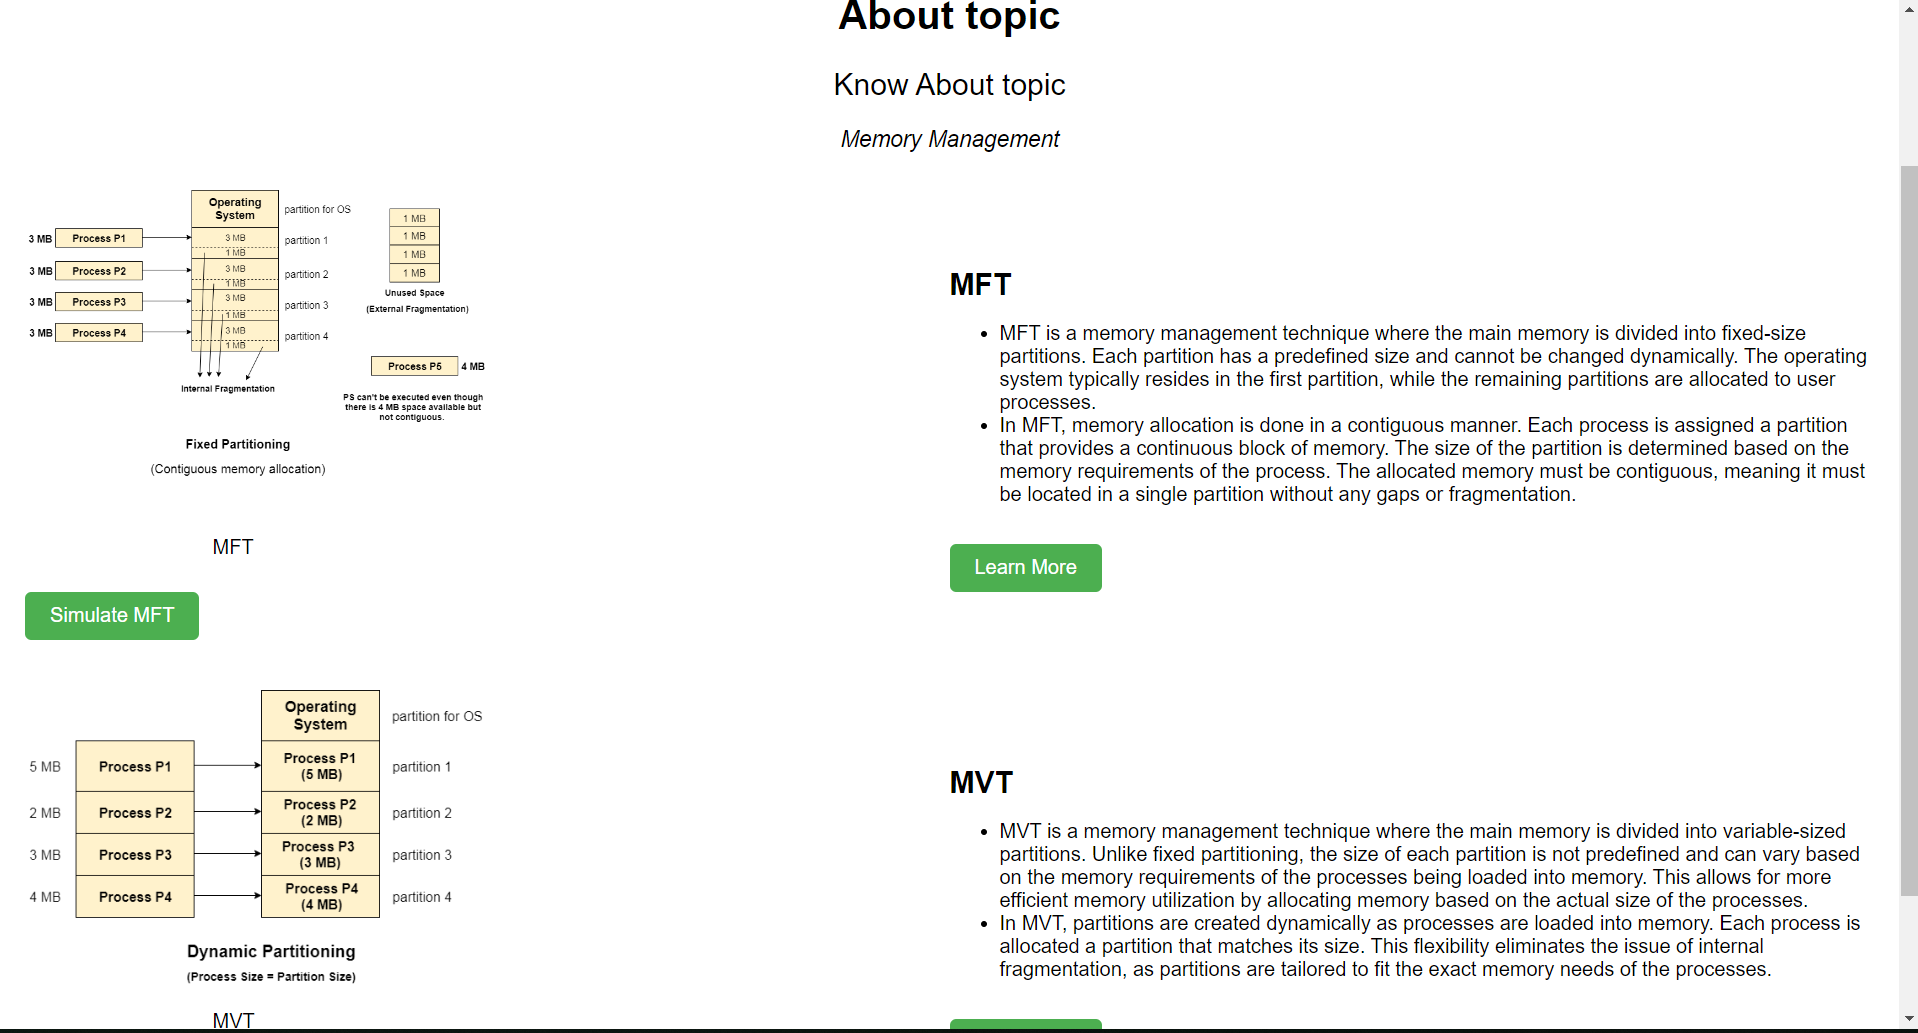 About topic
Know About topic
Memory Management
Operating
System
partition for OS
3 MB Process P1
3 MB
1 MB
partition 1
3 MB Process P2
3 MB
1 MB
partition 2
3 MB Process P3
3 MB
1 MB
partition 3
3 MB Process P4
3 MB
1 MB
partition 4
Internal Fragmentation
1 MB
1 MB
1 MB
1 MB
Unused Space
(External Fragmentation)
Process P5 4 MB
PS can't be executed even though
there is 4 MB space available but
not contiguous.
Fixed Partitioning
(Contiguous memory allocation)
MFT
Simulate MFT
MFT
• MFT is a memory management technique where the main memory is divided into fixed-size
partitions. Each partition has a predefined size and cannot be changed dynamically. The operating
system typically resides in the first partition, while the remaining partitions are allocated to user
processes.
• In MFT, memory allocation is done in a contiguous manner. Each process is assigned a partition
that provides a continuous block of memory. The size of the partition is determined based on the
memory requirements of the process. The allocated memory must be contiguous, meaning it must
be located in a single partition without any gaps or fragmentation.
Learn More
Operating
System
partition for OS
5 MB Process P1
Process P1
(5 MB)
partition 1
2 MB Process P2
Process P2
(2 MB)
partition 2
3 MB Process P3
Process P3
(3 MB)
partition 3
4 MB Process P4
Process P4
(4 MB)
partition 4
Dynamic Partitioning
(Process Size = Partition Size)
MVT
MVT
• MVT is a memory management technique where the main memory is divided into variable-sized
partitions. Unlike fixed partitioning, the size of each partition is not predefined and can vary based
on the memory requirements of the processes being loaded into memory. This allows for more
efficient memory utilization by allocating memory based on the actual size of the processes.
• In MVT, partitions are created dynamically as processes are loaded into memory. Each process is
allocated a partition that matches its size. This flexibility eliminates the issue of internal
fragmentation, as partitions are tailored to fit the exact memory needs of the processes.